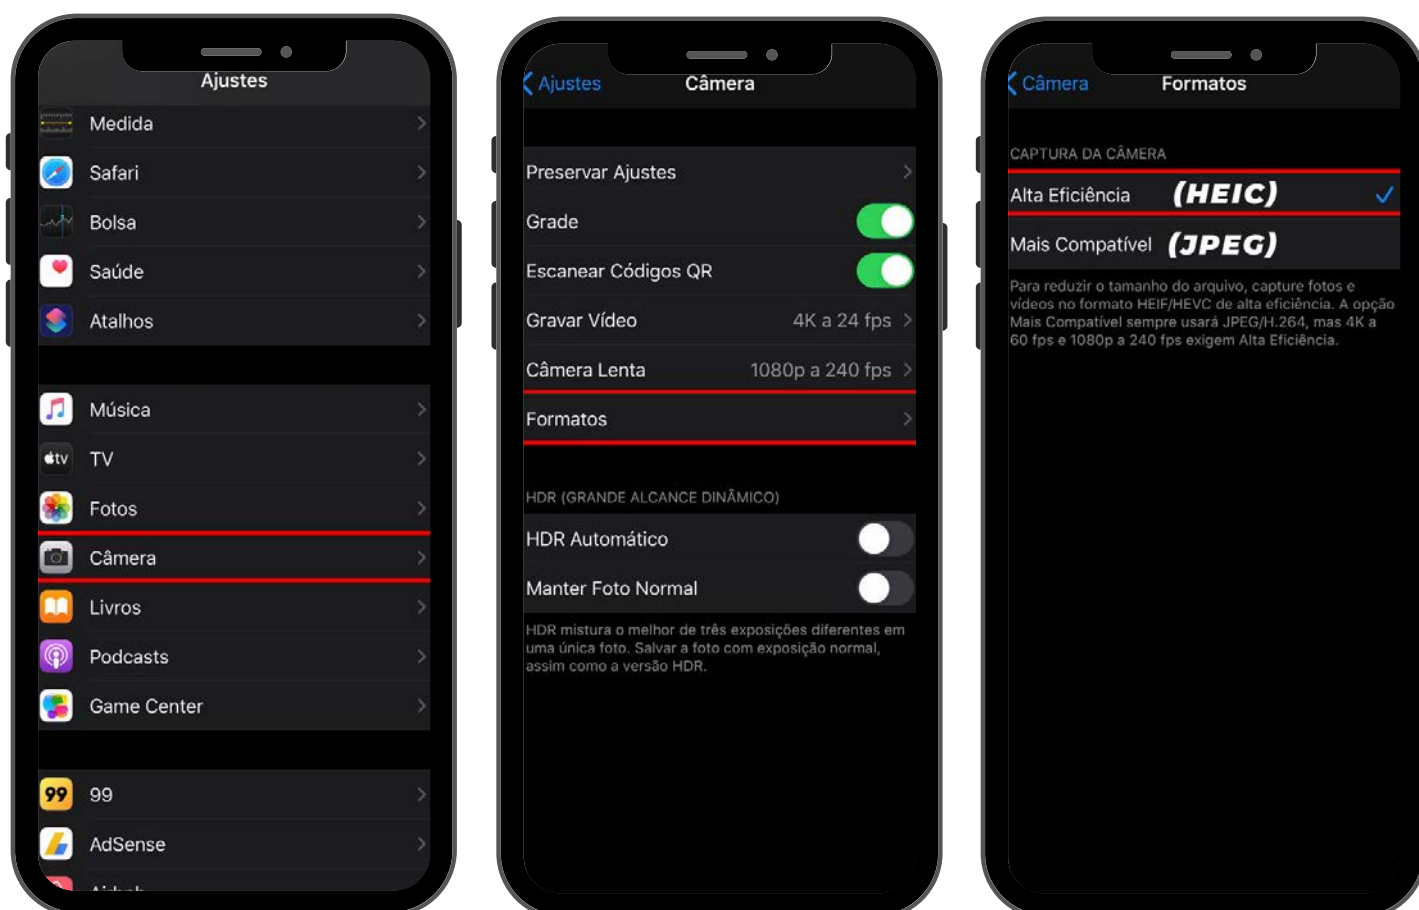 Ajustes
Medida
Safari
Bolsa
Saúde
Atalhos
Música
tv TV
Fotos
Câmera
Livros
Podcasts
Game Center
99 99
AdSense
Airbnb
Ajustes Câmera
Preservar Ajustes
Grade
Escanear Códigos QR
Gravar Vídeo 4K a 24 fps
Câmera Lenta 1080p a 240 fps
Formatos
HDR (GRANDE ALCANCE DINÂMICO)
HDR Automático
Manter Foto Normal
HDR mistura o melhor de três exposições diferentes em
uma única foto. Salvar a foto com exposição normal,
assim como a versão HDR.
Câmera Formatos
CAPTURA DA CÂMERA
Alta Eficiência (HEIC)
Mais Compatível (JPEG)
Para reduzir o tamanho do arquivo, capture fotos e
vídeos no formato HEIF/HEVC de alta eficiência. A opção
Mais Compatível sempre usará JPEG/H.264, mas 4K a
60 fps e 1080p a 240 fps exigem Alta Eficiência.